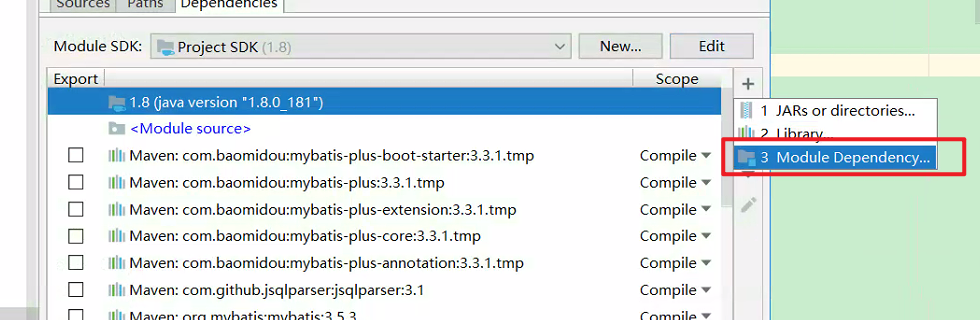 Sources Paths Dependencies
Module SDK: Project SDK (1.8) New... Edit
Export Scope
1.8 (java version "1.8.0_181")
<Module source>
Maven: com.baomidou:mybatis-plus-boot-starter:3.3.1.tmp Compile
Maven: com.baomidou:mybatis-plus:3.3.1.tmp Compile
Maven: com.baomidou:mybatis-plus-extension:3.3.1.tmp Compile
Maven: com.baomidou:mybatis-plus-core:3.3.1.tmp Compile
Maven: com.baomidou:mybatis-plus-annotation:3.3.1.tmp Compile
Maven: com.github.jsqlparser:jsqlparser:3.1 Compile
Maven: org.mybatis:mybatis:3.5.3 Compile
1 JARs or directories...
2 Library...
3 Module Dependency...